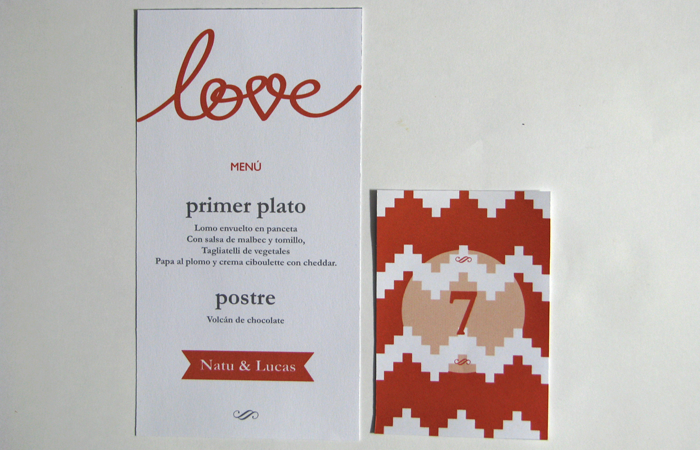 love
MENÚ
primer plato
Lomo envuelto en panceta
Con salsa de malbec y tomillo,
Tagliatelli de vegetales
Papa al plomo y crema ciboulette con cheddar.
postre
Volcán de chocolate
Natu & Lucas
7